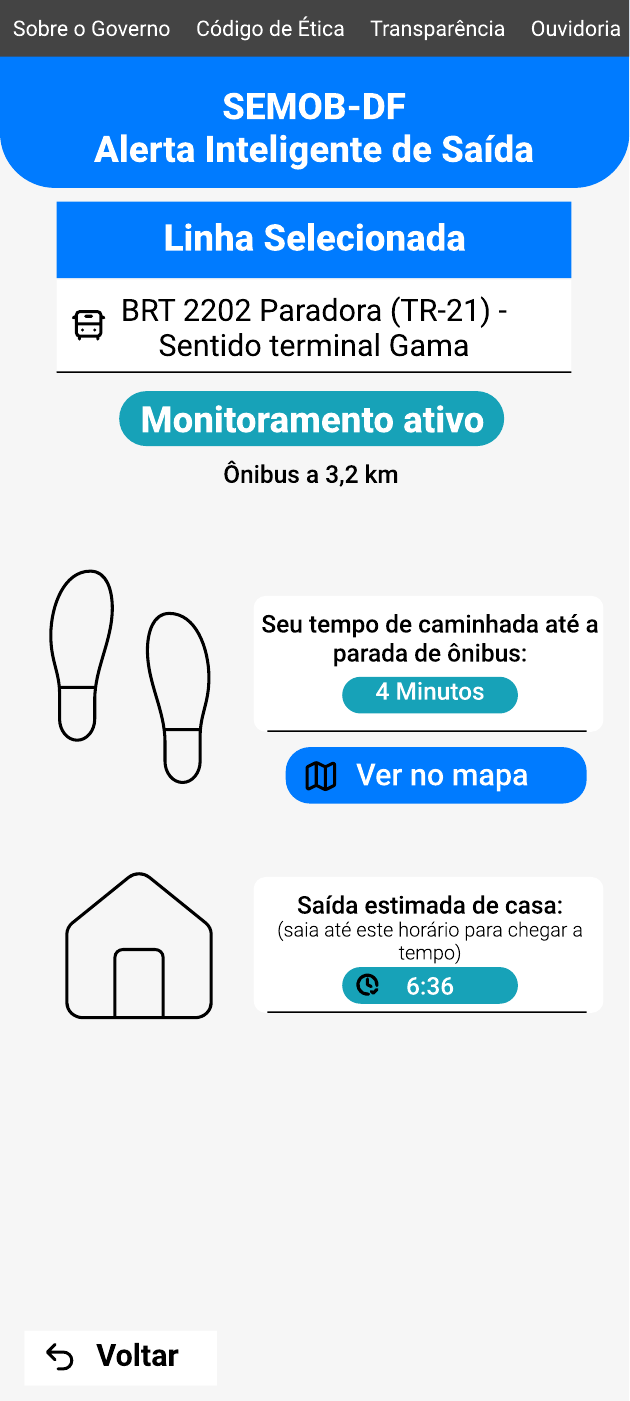 Sobre o Governo Código de Ética Transparência Ouvidoria
SEMOB-DF
Alerta Inteligente de Saída
Linha Selecionada
BRT 2202 Paradora (TR-21) -
Sentido terminal Gama
Monitoramento ativo
Ônibus a 3,2 km
Seu tempo de caminhada até a
parada de ônibus:
4 Minutos
Ver no mapa
Saída estimada de casa:
(saia até este horário para chegar a
tempo)
6:36
Voltar